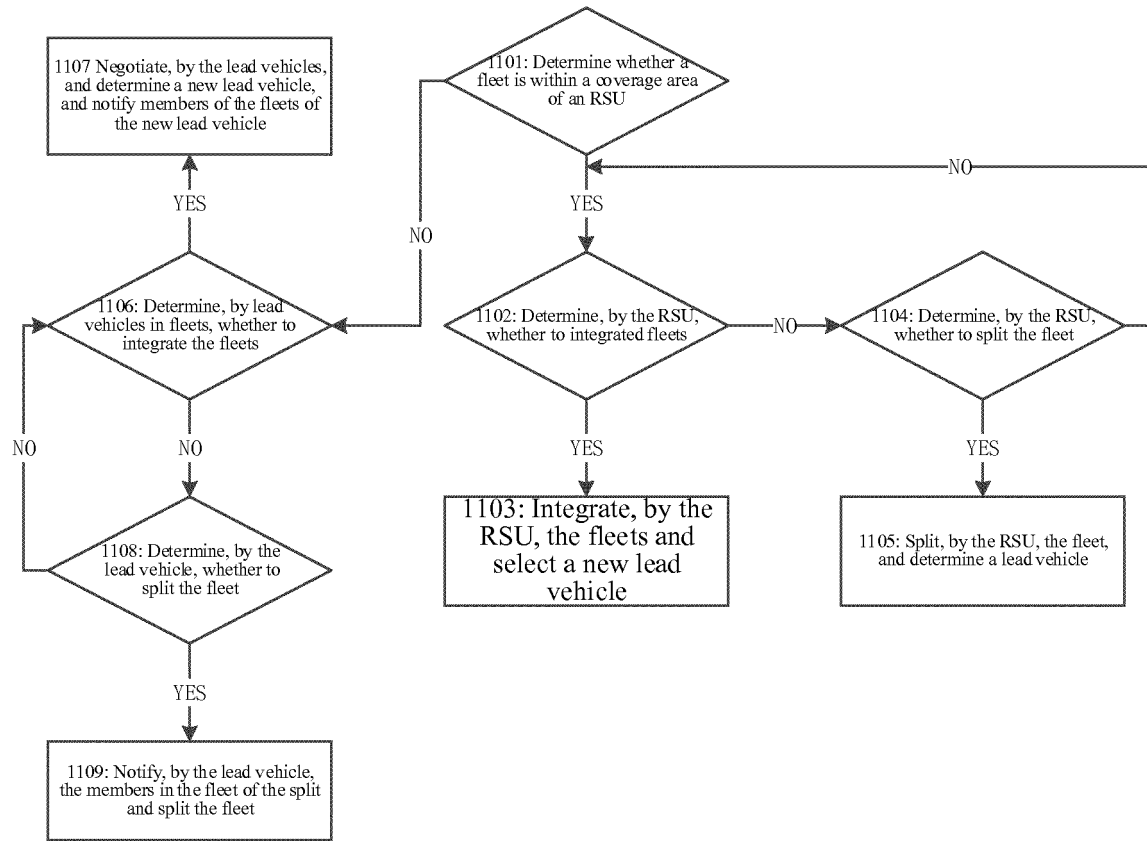 1107 Negotiate, by the lead vehicles,
and determine a new lead vehicle,
and notify members of the fleets of
the new lead vehicle
1101: Determine whether a
fleet is within a coverage area
of an RSU
NO
YES
YES
NO
1106: Determine, by lead
vehicles in fleets, whether to
integrate the fleets
1102: Determine, by the RSU,
whether to integrated fleets
NO
1104: Determine, by the RSU,
whether to split the fleet
NO
NO
YES
YES
1108: Determine, by the
lead vehicle, whether to
split the fleet
1103: Integrate, by the
RSU, the fleets and
select a new lead
vehicle
1105: Split, by the RSU, the fleet,
and determine a lead vehicle
YES
1109: Notify, by the lead vehicle,
the members in the fleet of the split
and split the fleet